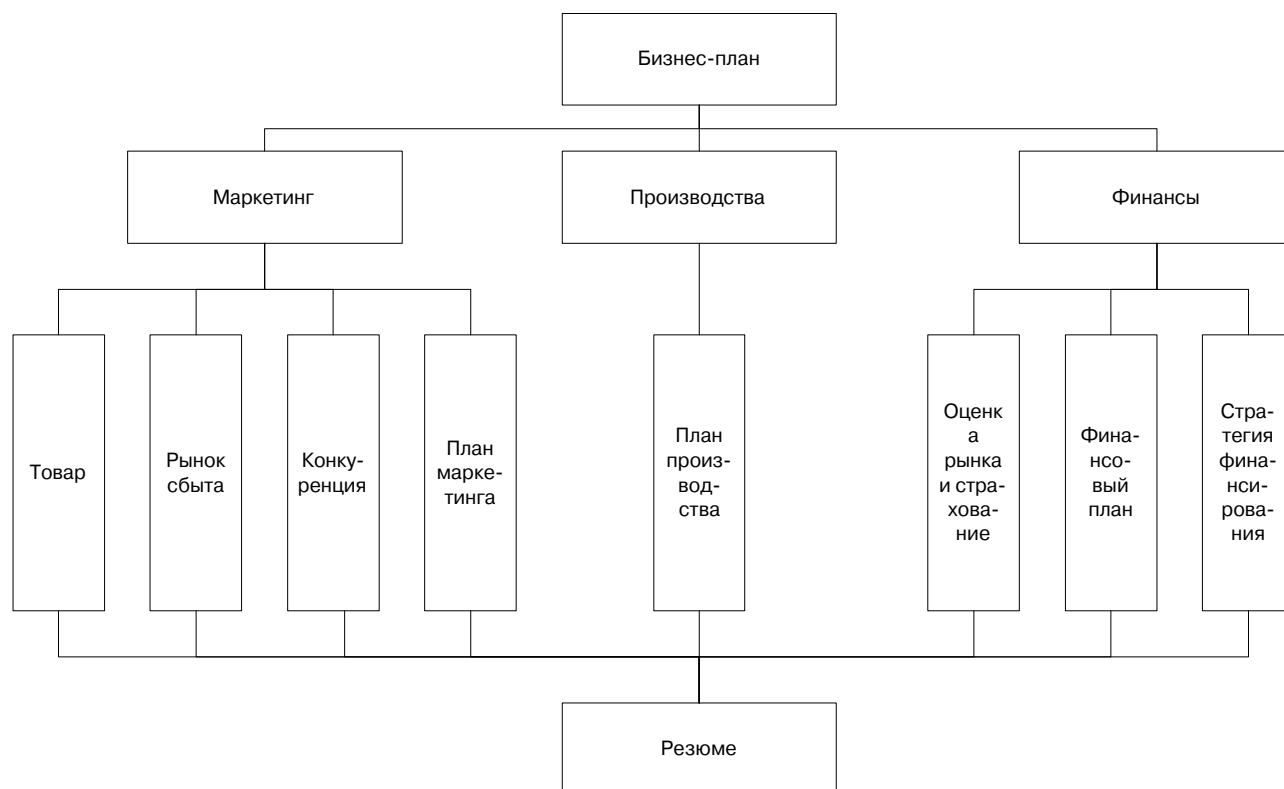 Бизнес-план
Маркетинг
Производства
Финансы
Товар
Рынок
сбыта
Конку-
ренция
План
марке-
тинга
План
произ-
вод-
ства
Оценк
а
рынка
и стра-
хова-
ние
Фина-
нсо-
вый
план
Стра-
тегия
фина-
нси-
рова-
ния
Резюме